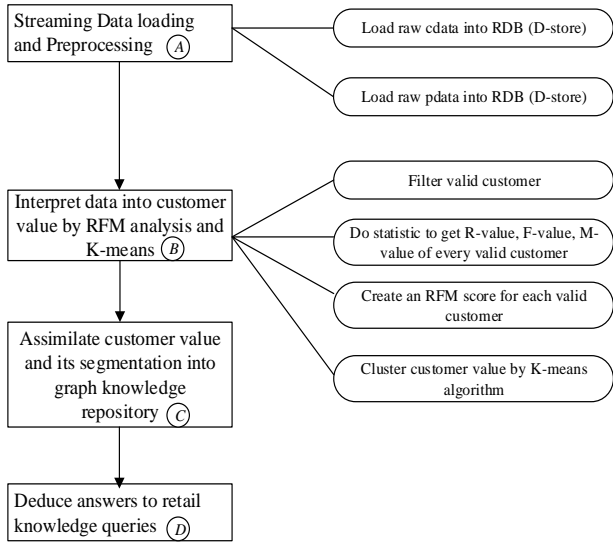 Streaming Data loading
and Preprocessing A
Load raw cdata into RDB (D-store)
Load raw pdata into RDB (D-store)
Interpret data into customer
value by RFM analysis and
K-means B
Filter valid customer
Do statistic to get R-value, F-value, M-
value of every valid customer
Create an RFM score for each valid
customer
Cluster customer value by K-means
algorithm
Assimilate customer value
and its segmentation into
graph knowledge
repository C
Deduce answers to retail
knowledge queries D